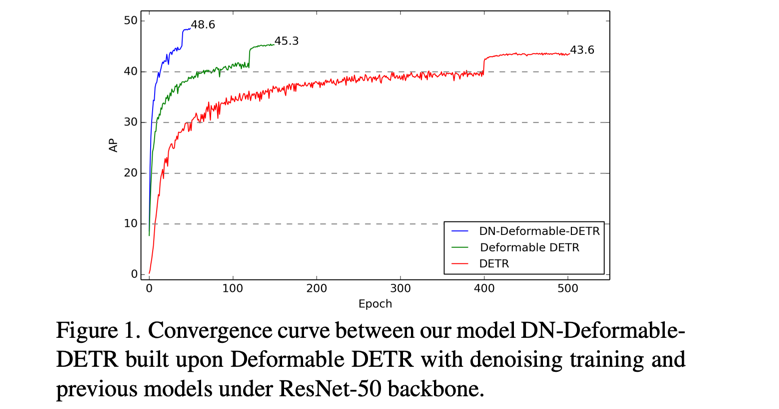 50
48.6
45.3
43.6
40
30
AP
20
10
DN-Deformable-DETR
Deformable DETR
DETR
0
0 100 200 300 400 500
Epoch
Figure 1. Convergence curve between our model DN-Deformable-
DETR built upon Deformable DETR with denoising training and
previous models under ResNet-50 backbone.